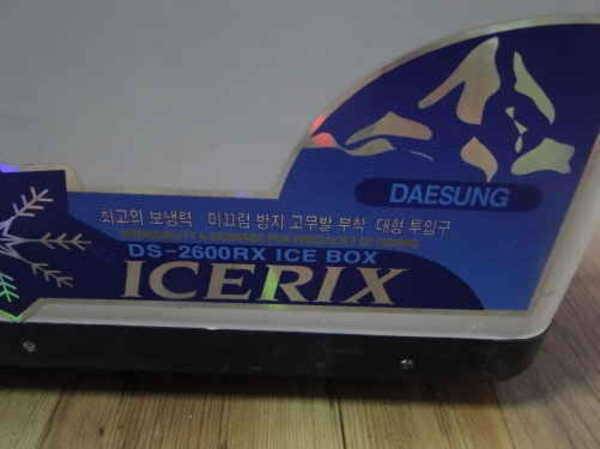 DAESUNG
최고의 보냉력 미끄럼 방지 고무발 부착 대형 투입구
DS-2600RX ICE BOX
ICERIX